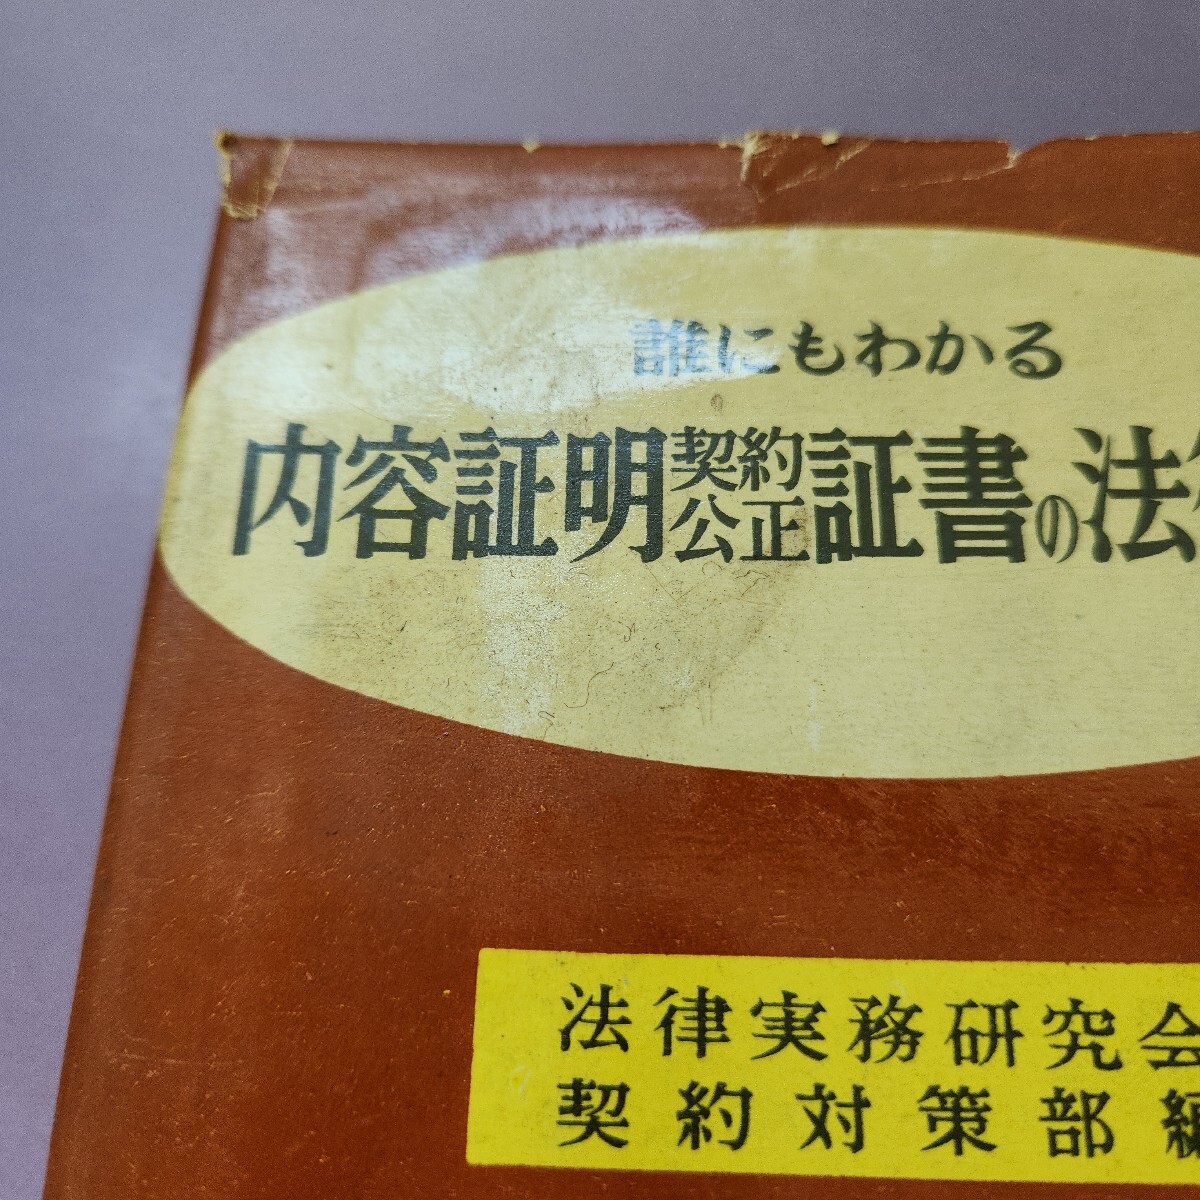 誰にもわかる
内容証明契約公正証書の法
法律実務研究会
契約対策部編